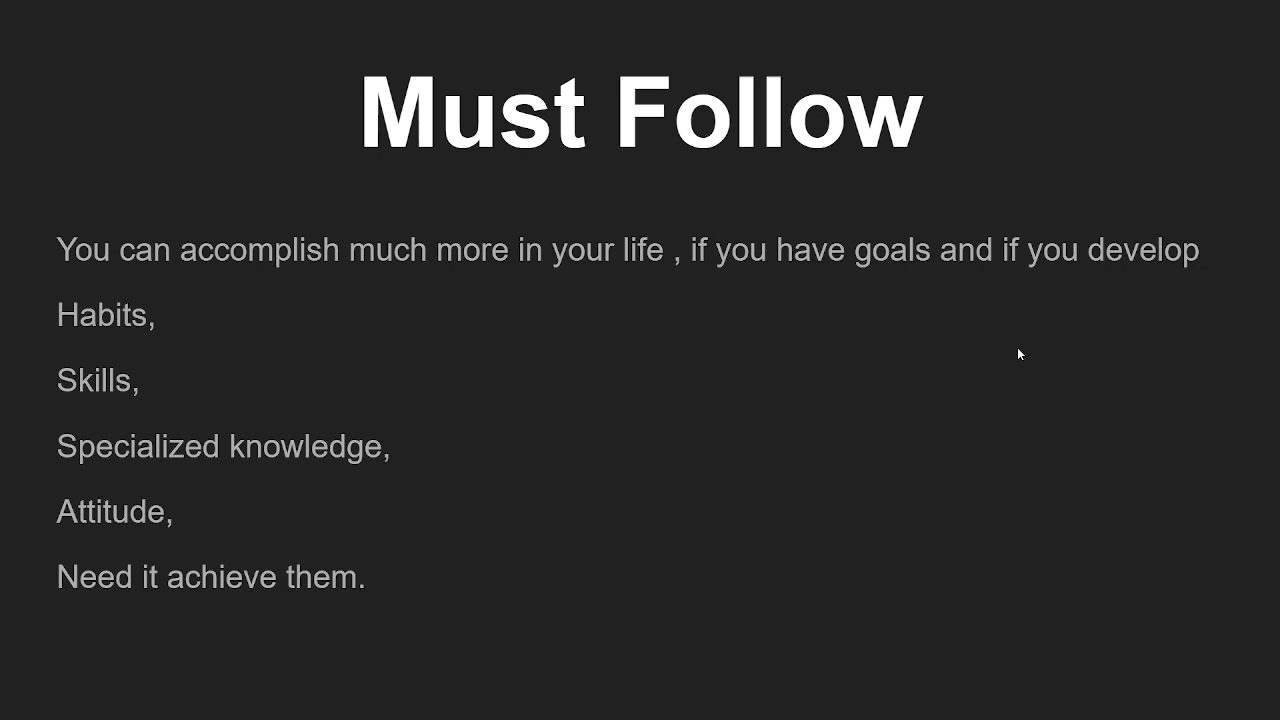 Must Follow
You can accomplish much more in your life , if you have goals and if you develop
Habits,
Skills,
Specialized knowledge,
Attitude,
Need it achieve them.